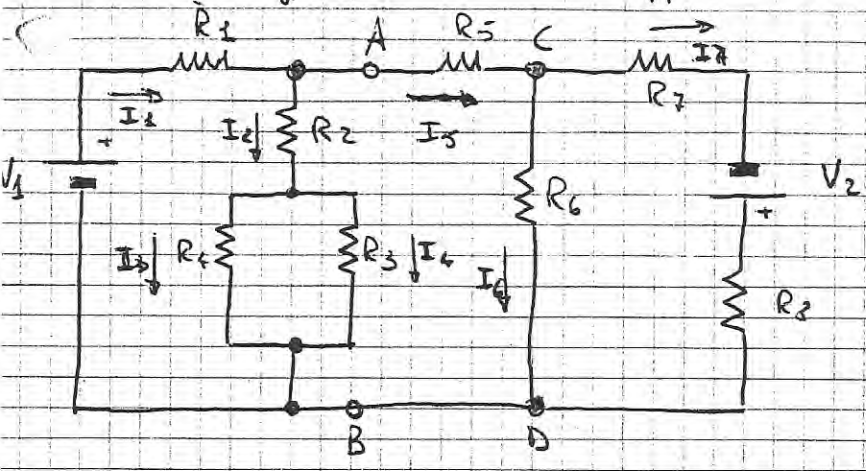 R1 A R5 C I7
R7
I1 + I2 R2 I5
V1 R6 V2
+
I3 R4 R3 I4 I6
R8
B D